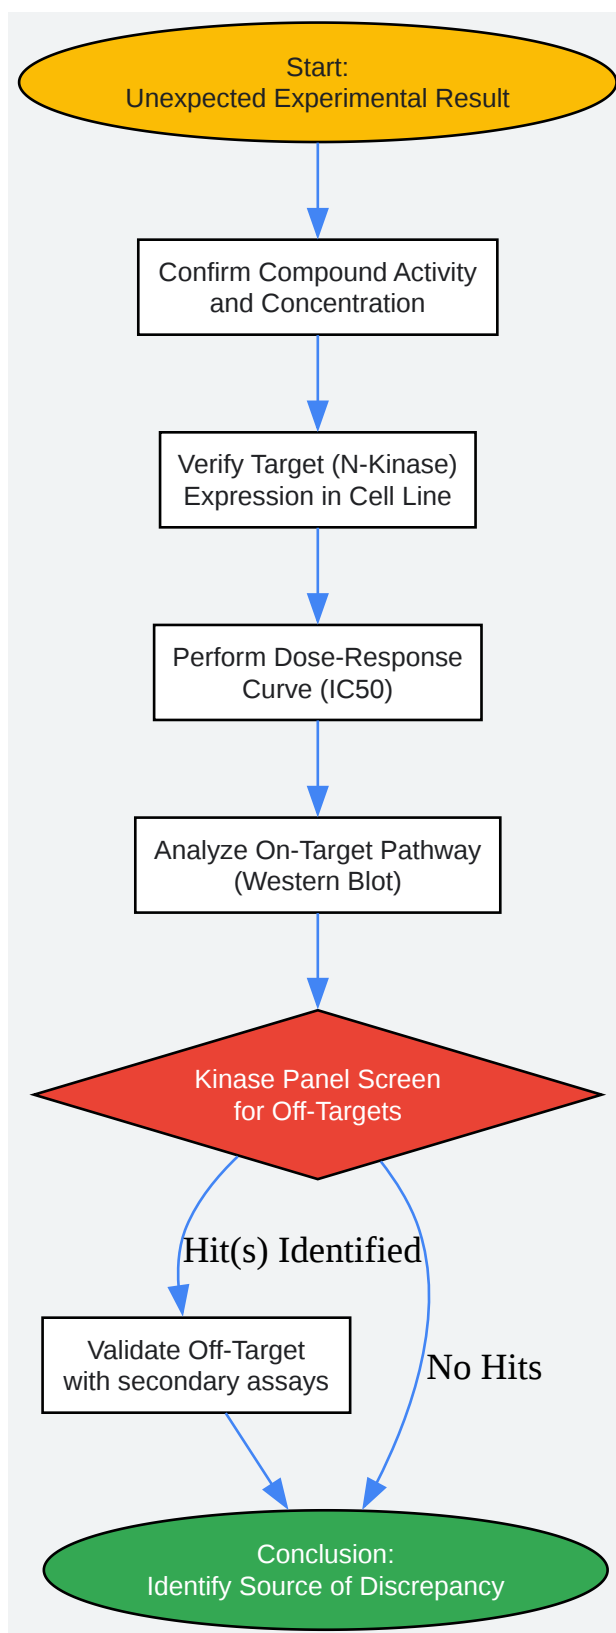 Start:
Unexpected Experimental Result
Confirm Compound Activity
and Concentration
Verify Target (N-Kinase)
Expression in Cell Line
Perform Dose-Response
Curve (IC50)
Analyze On-Target Pathway
(Western Blot)
Kinase Panel Screen
for Off-Targets
Hit(s) Identified
Validate Off-Target
with secondary assays
No Hits
Conclusion:
Identify Source of Discrepancy